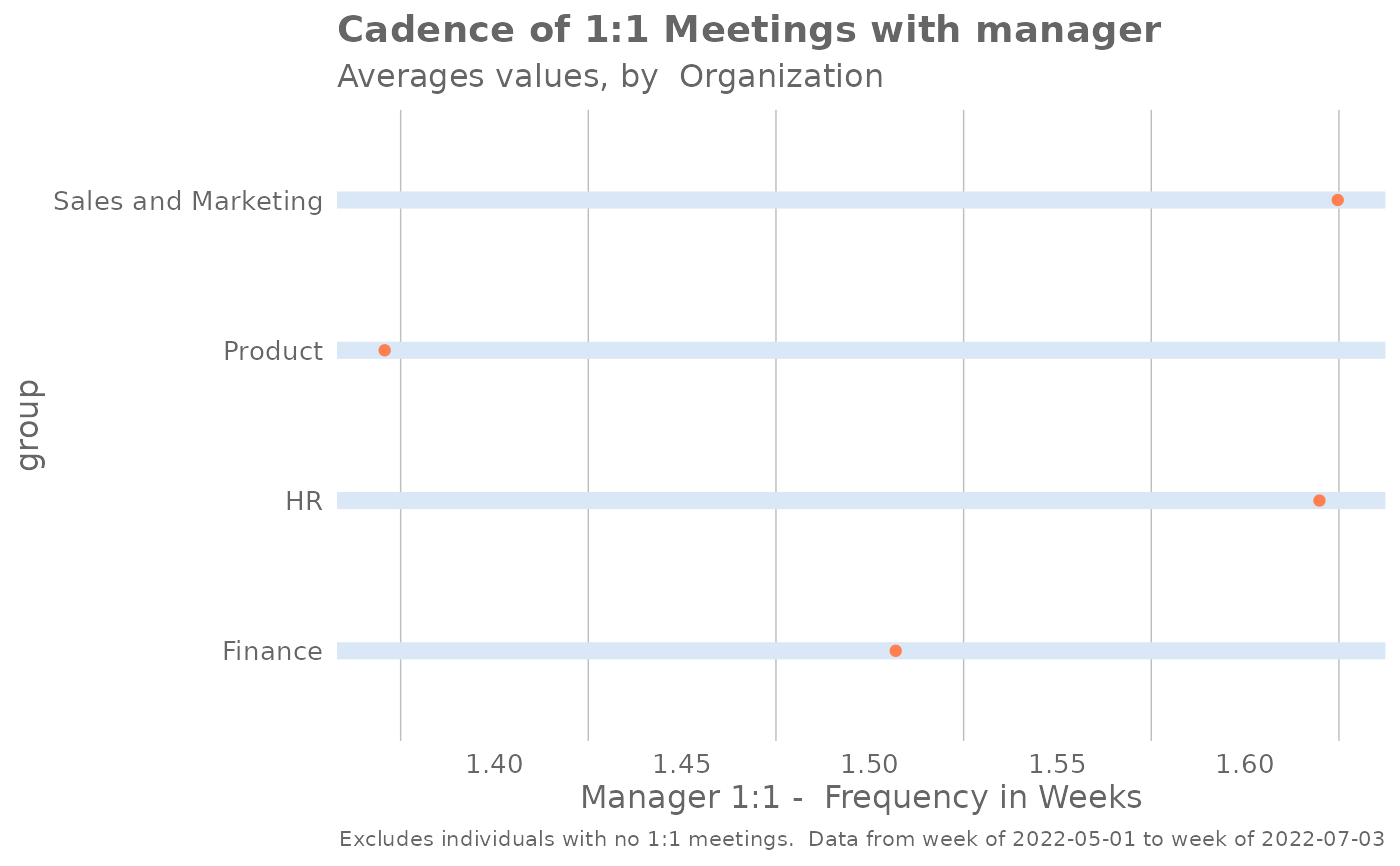 Cadence of 1:1 Meetings with manager
Averages values, by  Organization
Sales and Marketing
Product
HR
Finance
group
1.40 1.45 1.50 1.55 1.60
Manager 1:1 -  Frequency in Weeks
Excludes individuals with no 1:1 meetings.  Data from week of 2022-05-01 to week of 2022-07-03